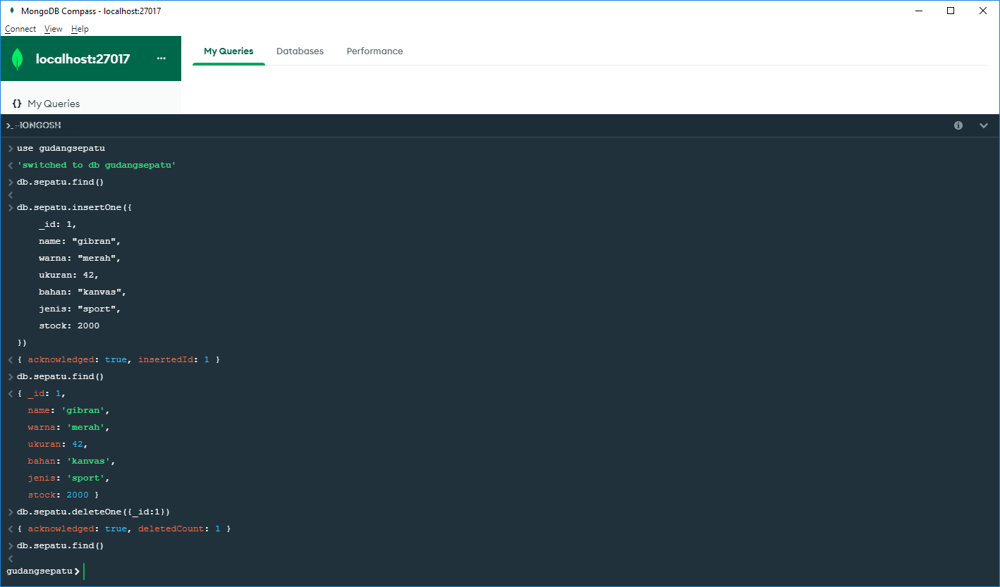 MongoDB Compass - localhost:27017
Connect View Help
localhost:27017 ...
My Queries Databases Performance
{} My Queries
>_MONGOSH
> use gudangsepatu
< 'switched to db gudangsepatu'
> db.sepatu.find()
<
> db.sepatu.insertOne({
_id: 1,
name: "gibran",
warna: "merah",
ukuran: 42,
bahan: "kanvas",
jenis: "sport",
stock: 2000
})
< { acknowledged: true, insertedId: 1 }
> db.sepatu.find()
< { _id: 1,
name: 'gibran',
warna: 'merah',
ukuran: 42,
bahan: 'kanvas',
jenis: 'sport',
stock: 2000 }
> db.sepatu.deleteOne({_id:1})
< { acknowledged: true, deletedCount: 1 }
> db.sepatu.find()
<
gudangsepatu>